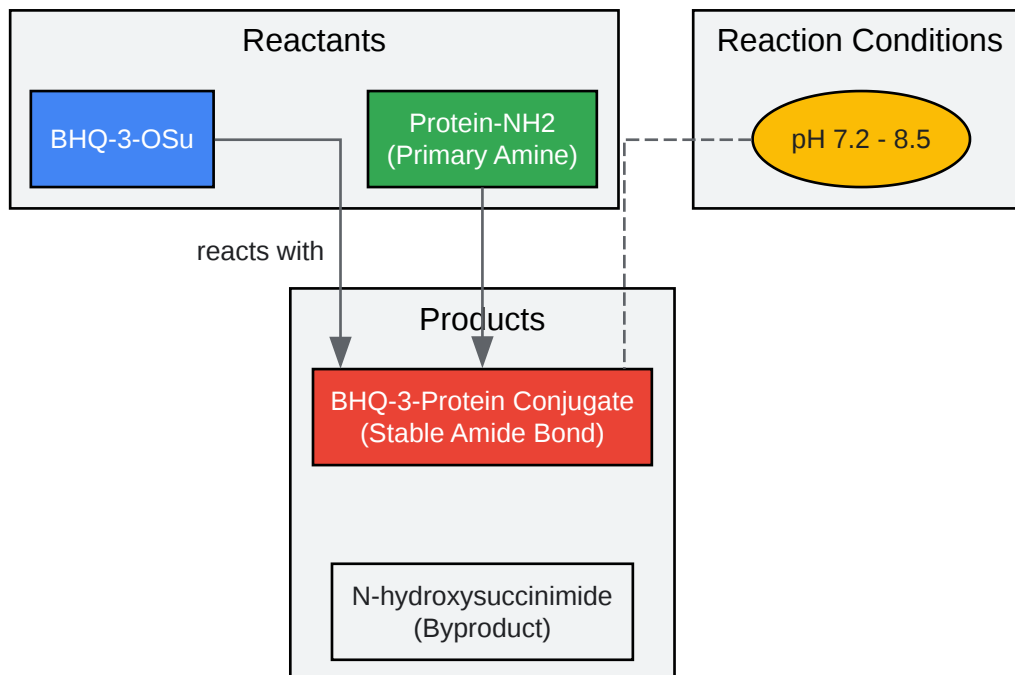 Reactants
Reaction Conditions
BHQ-3-OSu
Protein-NH2
(Primary Amine)
pH 7.2 - 8.5
reacts with
Products
BHQ-3-Protein Conjugate
(Stable Amide Bond)
N-hydroxysuccinimide
(Byproduct)